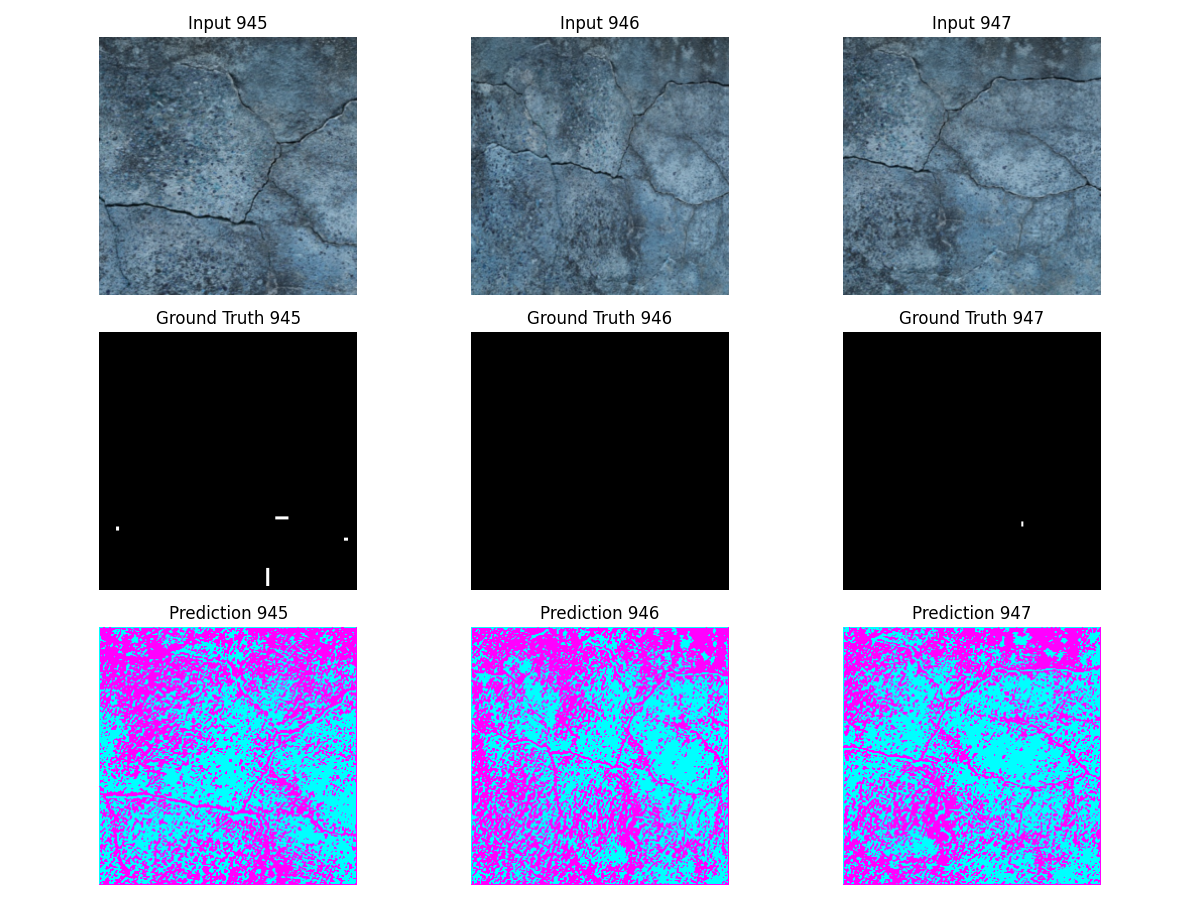 Input 945
Input 946
Input 947
Ground Truth 945
Ground Truth 946
Ground Truth 947
Prediction 945
Prediction 946
Prediction 947